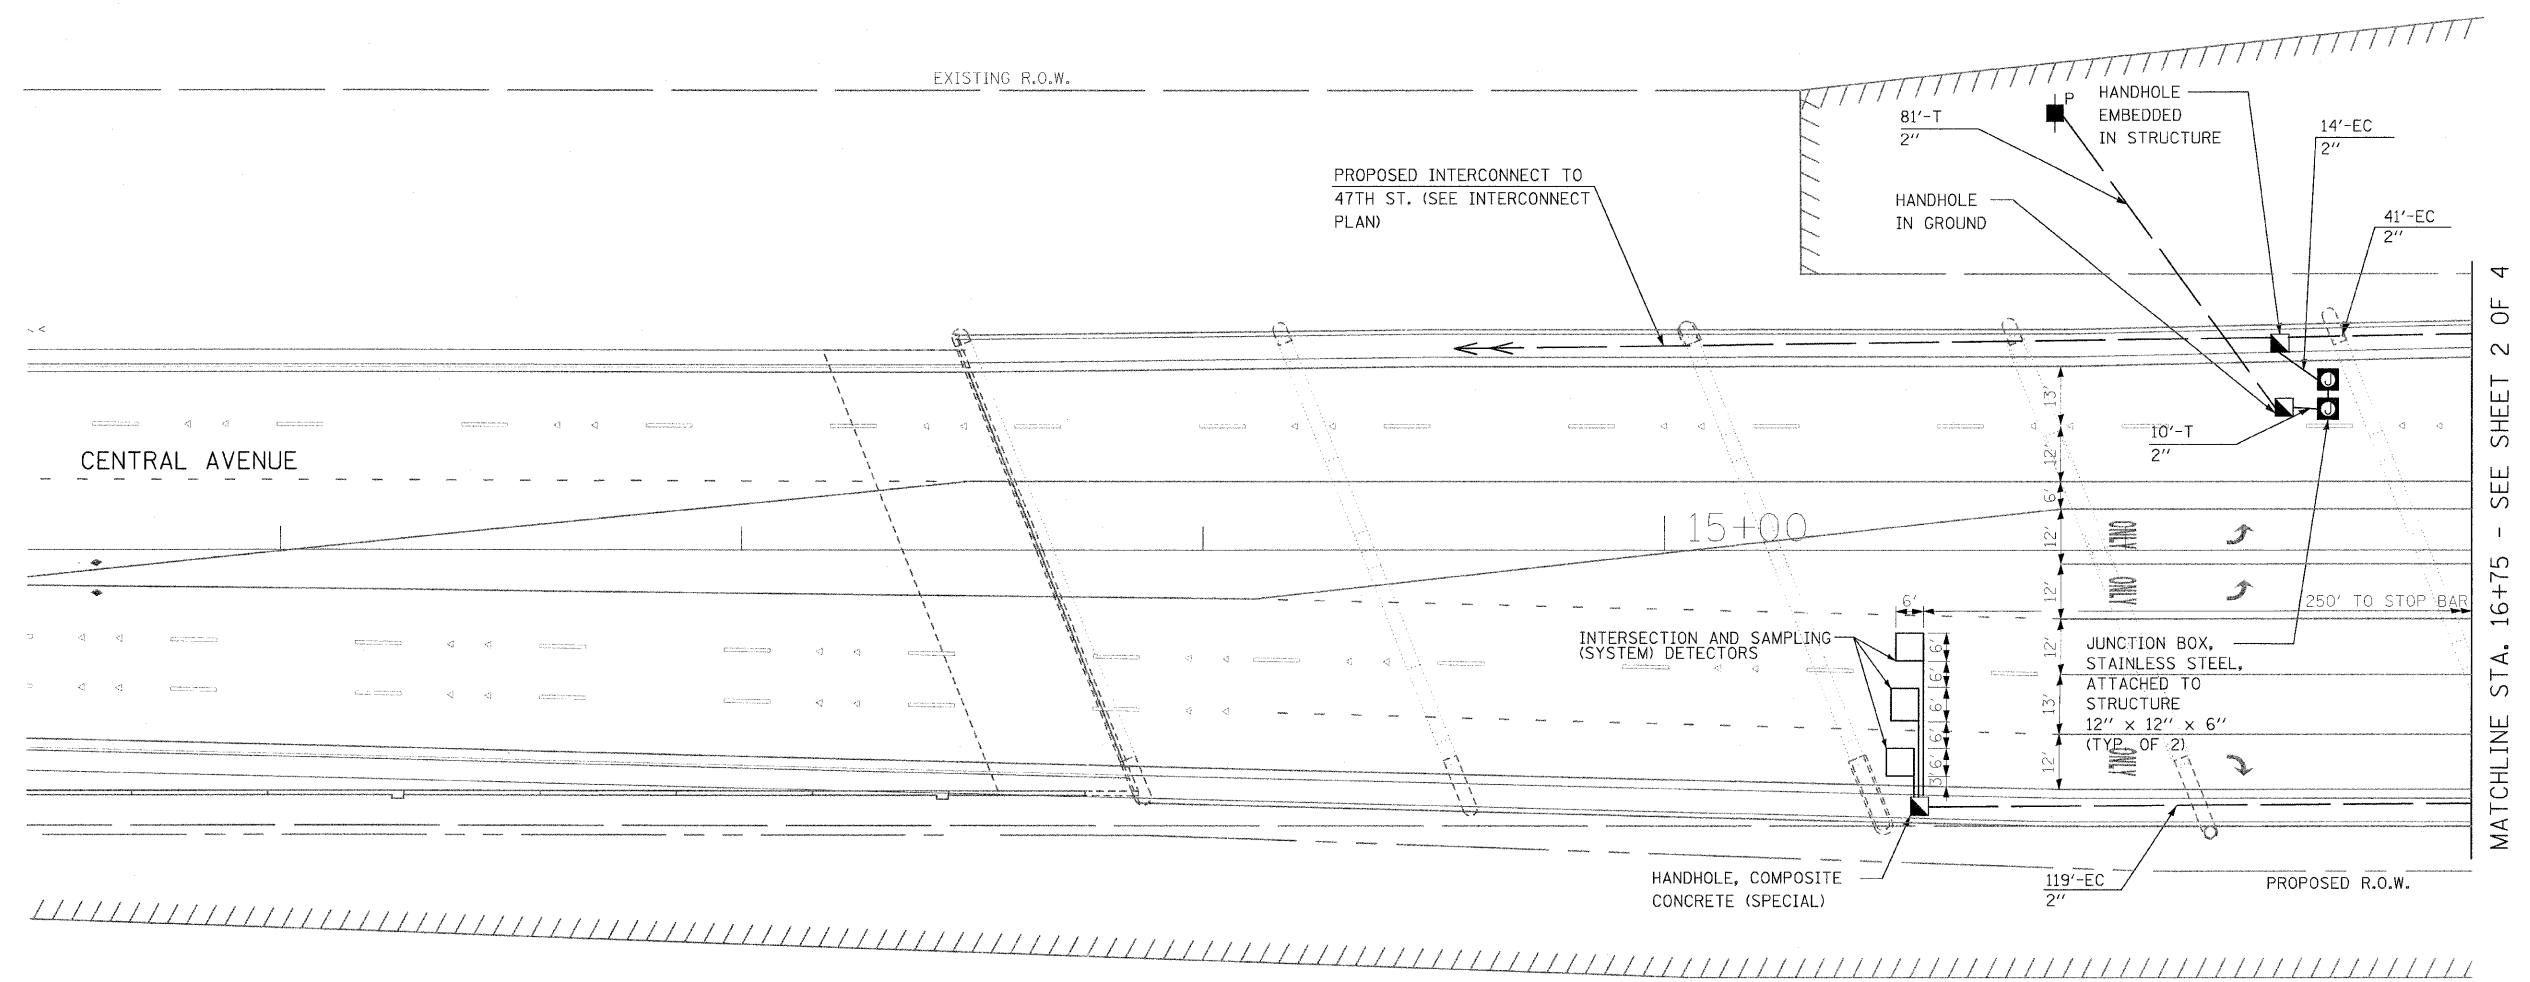 EXISTING R.O.W.
P
HANDHOLE
EMBEDDED
IN STRUCTURE
81'-T
2"
14'-EC
2"
PROPOSED INTERCONNECT TO
47TH ST. (SEE INTERCONNECT
PLAN)
HANDHOLE
IN GROUND
41'-EC
2"
J
J
13'
12'
6'
12'
12'
12'
13'
12'
10'-T
2"
CENTRAL AVENUE
15+00
ONLY
ONLY
ONLY
6'
250' TO STOP BAR
INTERSECTION AND SAMPLING
(SYSTEM) DETECTORS
6'
6'
6'
6'
6'
3'
JUNCTION BOX,
STAINLESS STEEL,
ATTACHED TO
STRUCTURE
12" x 12" x 6"
(TYP. OF 2)
HANDHOLE, COMPOSITE
CONCRETE (SPECIAL)
119'-EC
2"
PROPOSED R.O.W.
MATCHLINE STA. 16+75 - SEE SHEET 2 OF 4